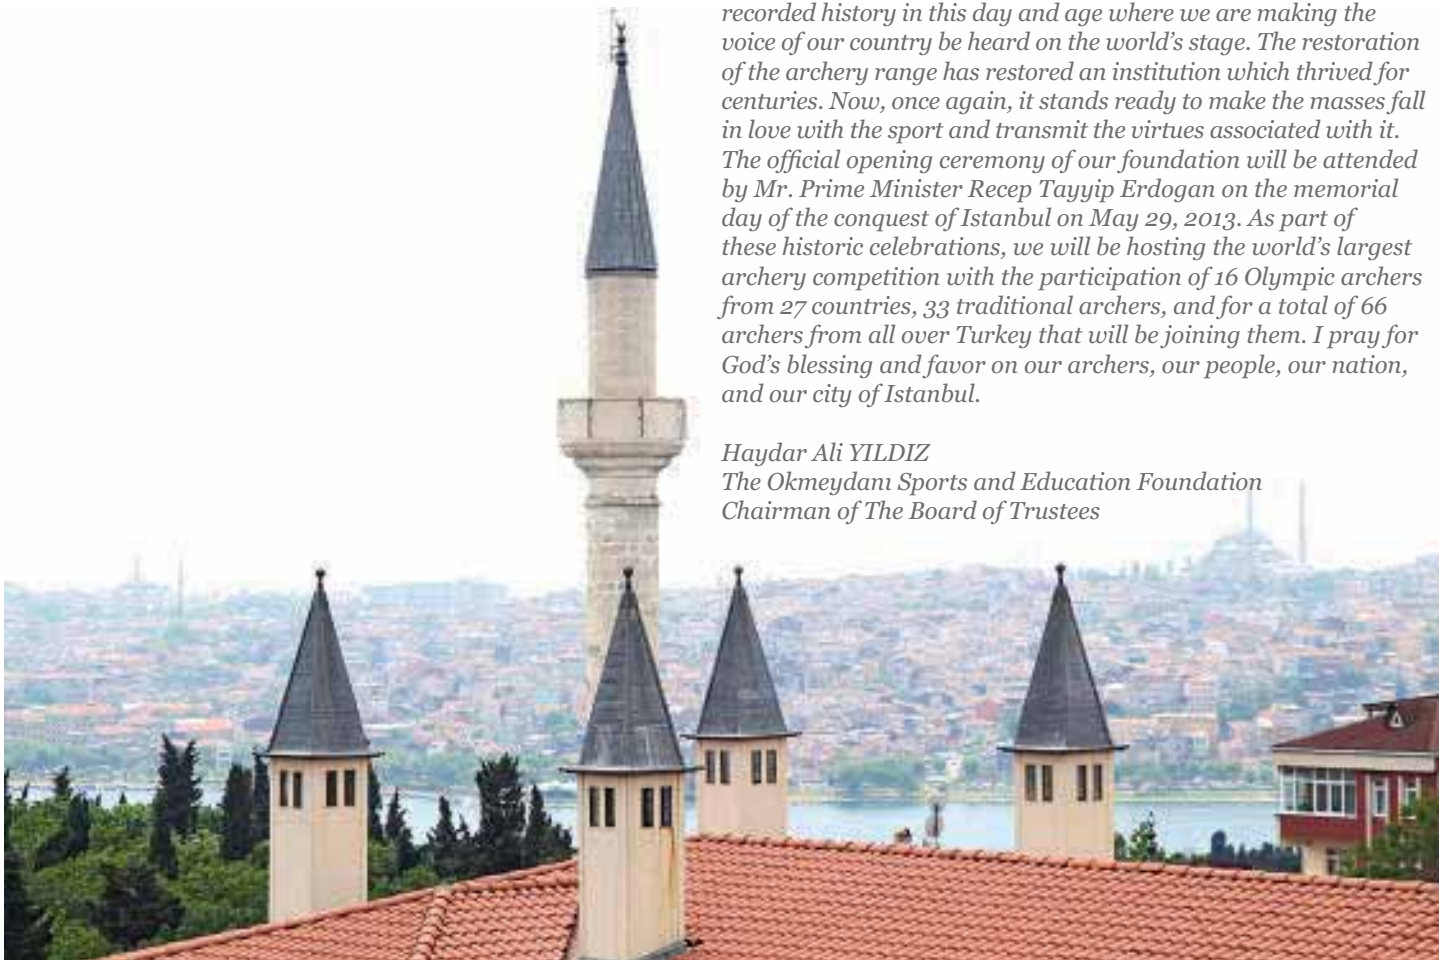 recorded history in this day and age where we are making the
voice of our country be heard on the world’s stage. The restoration
of the archery range has restored an institution which thrived for
centuries. Now, once again, it stands ready to make the masses fall
in love with the sport and transmit the virtues associated with it.
The official opening ceremony of our foundation will be attended
by Mr. Prime Minister Recep Tayyip Erdogan on the memorial
day of the conquest of Istanbul on May 29, 2013. As part of
these historic celebrations, we will be hosting the world’s largest
archery competition with the participation of 16 Olympic archers
from 27 countries, 33 traditional archers, and for a total of 66
archers from all over Turkey that will be joining them. I pray for
God’s blessing and favor on our archers, our people, our nation,
and our city of Istanbul.
Haydar Ali YILDIZ
The Okmeydanı Sports and Education Foundation
Chairman of The Board of Trustees